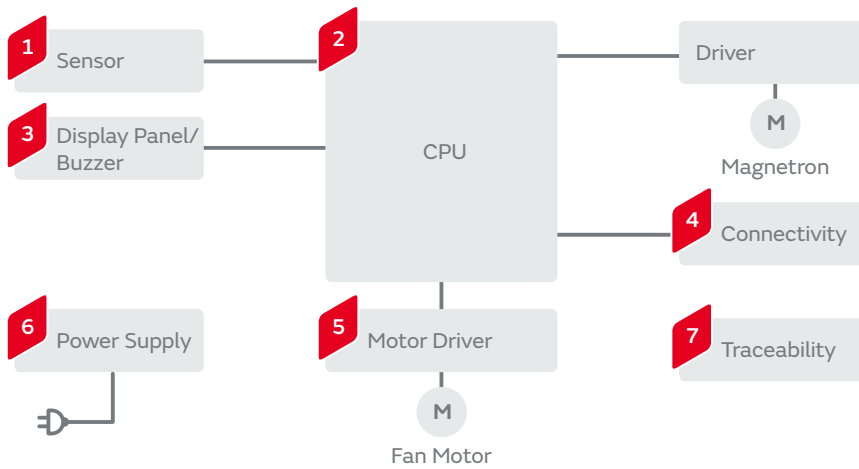 1
Sensor
2
CPU
Driver
M
Magnetron
3
Display Panel/
Buzzer
4
Connectivity
6
Power Supply
5
Motor Driver
M
Fan Motor
7
Traceability